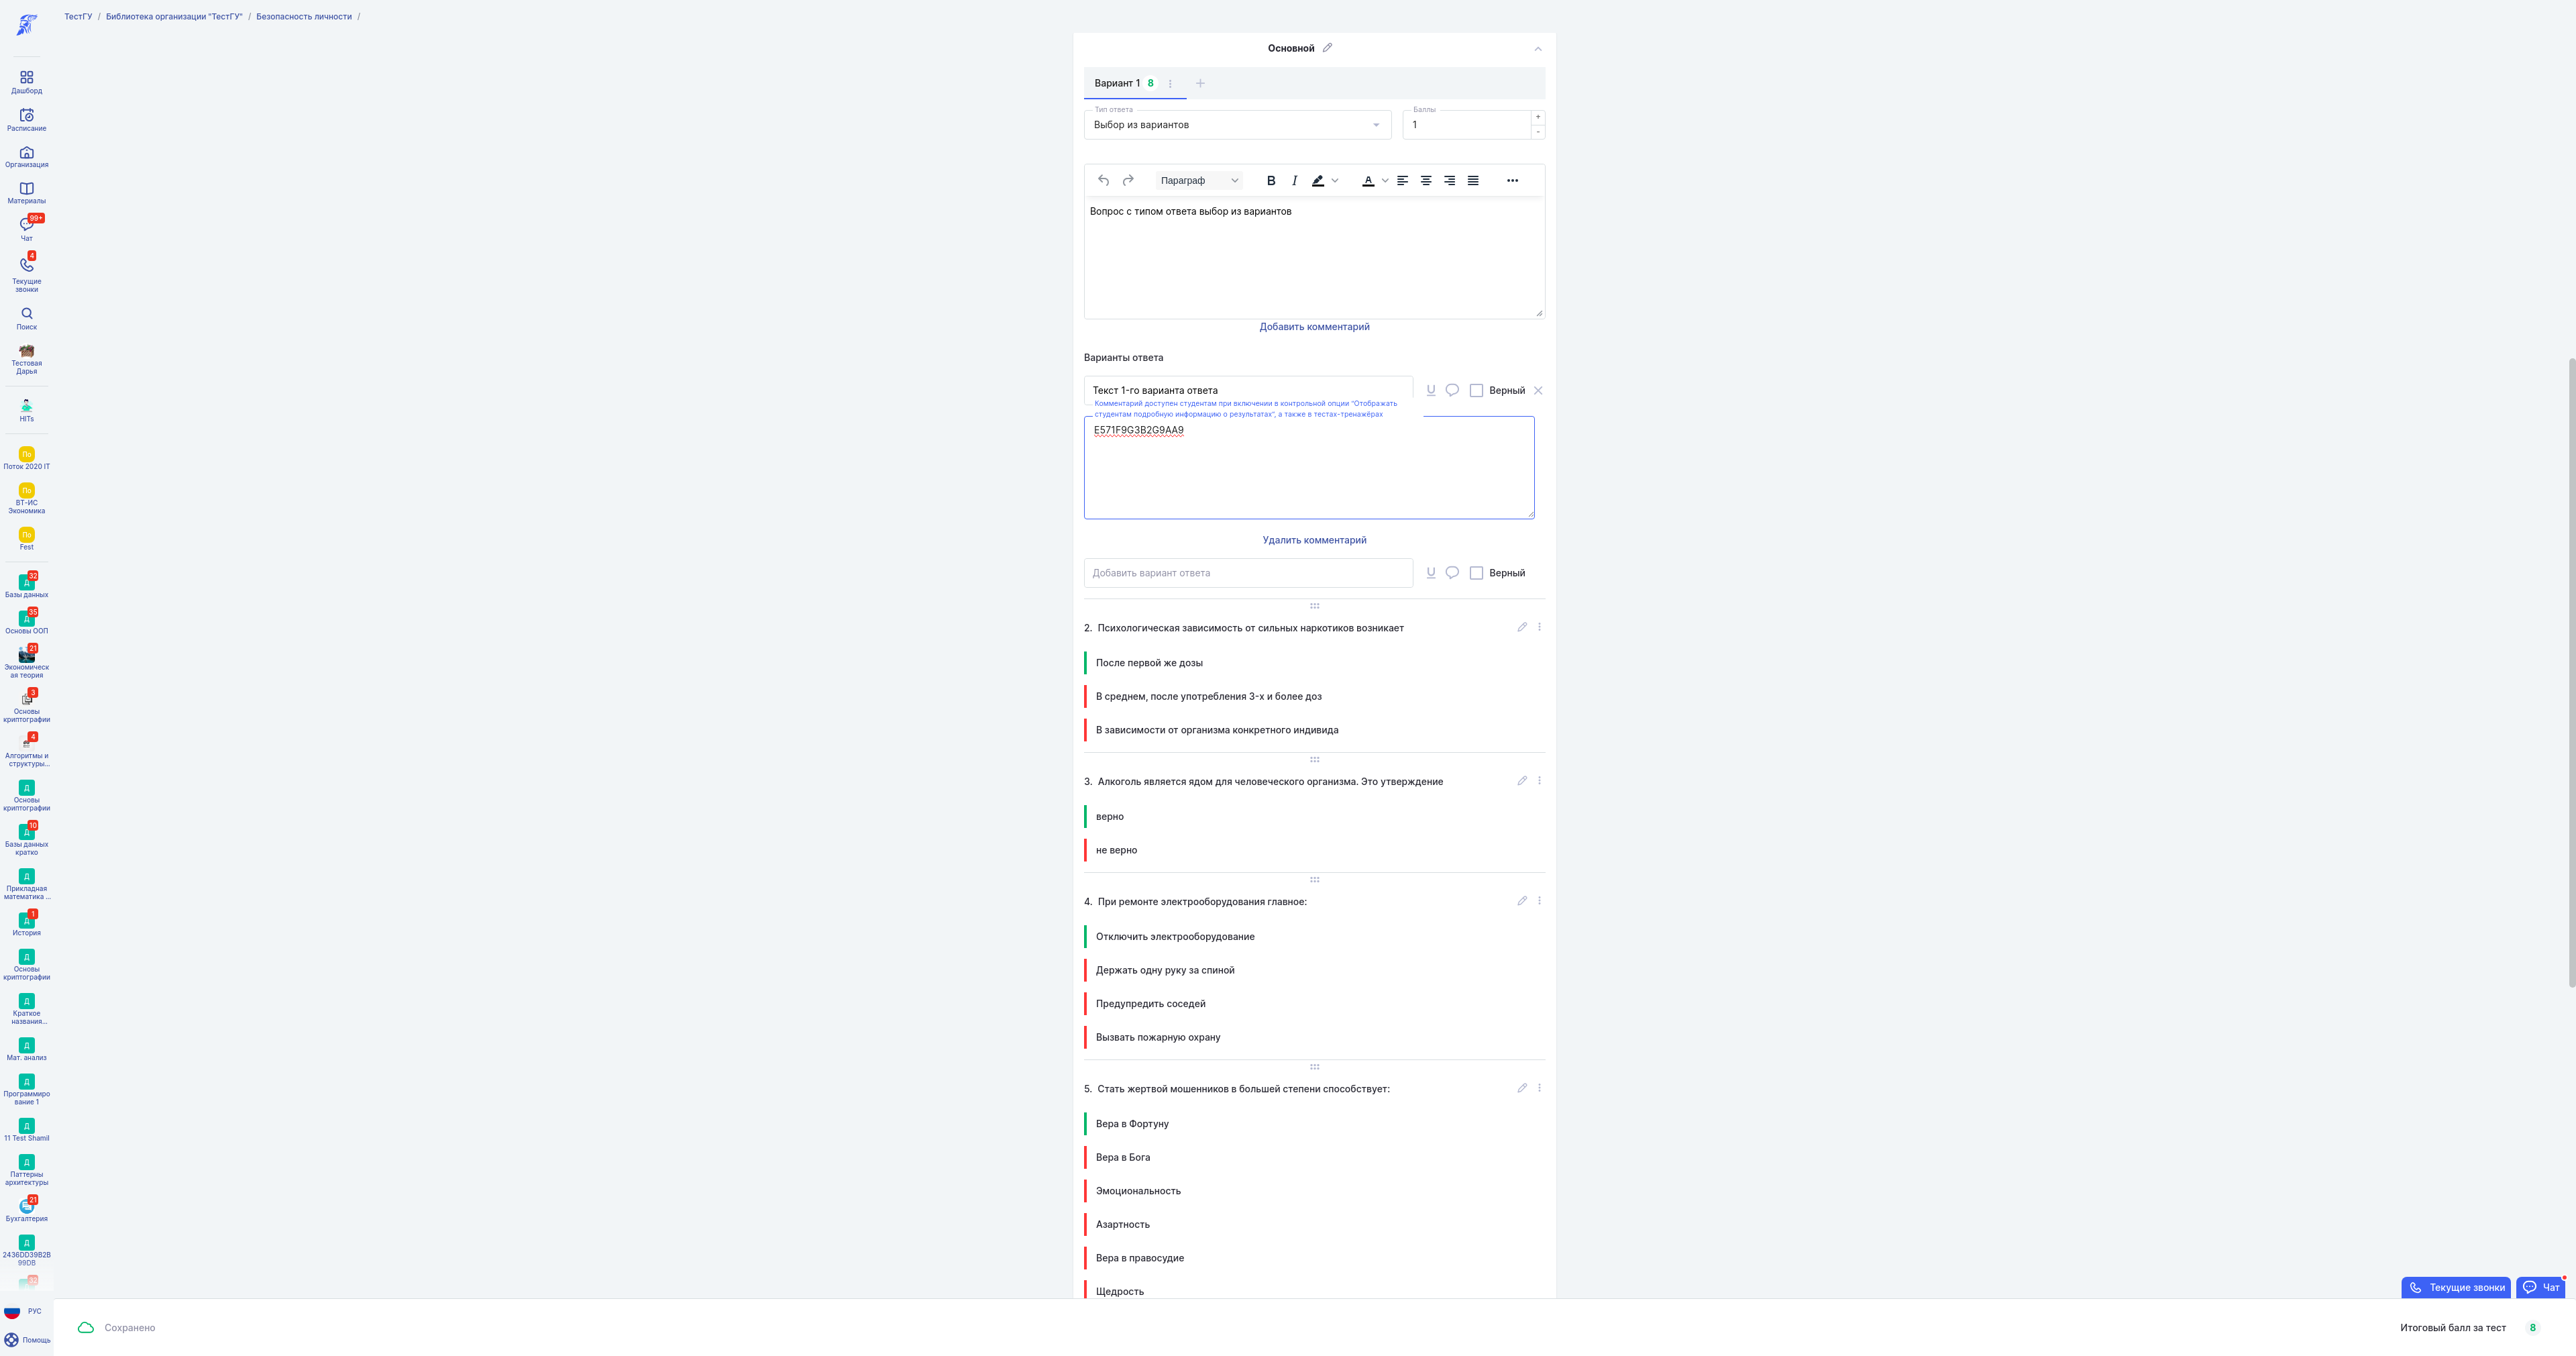 ТестГУ / Библиотека организации "ТестГУ" / Безопасность личности /
Дашборд
Расписание
Организация
Материалы
99+
Чат
4
Текущие
звонки
Поиск
Тестовая
Дарья
HITs
По
Поток 2020 IT
По
ВТ-ИС
Экономика
По
Fest
Д 32
Базы данных
Д 35
Основы ООП
21
Экономическ
ая теория
3
Основы
криптографии
4
Алгоритмы и
структуры...
Д
Основы
криптографии
Д 10
Базы данных
кратко
Д
Прикладная
математика ...
Д 1
История
Д
Основы
криптографии
Д
Краткое
названия...
Д
Мат. анализ
Д
Программиро
вание 1
Д
11 Test Shamil
Д
Паттерны
архитектуры
21
Бухгалтерия
Д
2436DD39B2B
99DB
32
РУС
Помощь
Основной
Вариант 1 8
Тип ответа
Выбор из вариантов
Баллы
1
+
-
Параграф B I A
Вопрос с типом ответа выбор из вариантов
Добавить комментарий
Варианты ответа
Текст 1-го варианта ответа
Верный
Комментарий доступен студентам при включении в контрольной опции "Отображать
студентам подробную информацию о результатах", а также в тестах-тренажёрах
E571F9G3B2G9AA9
Удалить комментарий
Добавить вариант ответа
Верный
2. Психологическая зависимость от сильных наркотиков возникает
После первой же дозы
В среднем, после употребления 3-х и более доз
В зависимости от организма конкретного индивида
3. Алкоголь является ядом для человеческого организма. Это утверждение
верно
не верно
4. При ремонте электрооборудования главное:
Отключить электрооборудование
Держать одну руку за спиной
Предупредить соседей
Вызвать пожарную охрану
5. Стать жертвой мошенников в большей степени способствует:
Вера в Фортуну
Вера в Бога
Эмоциональность
Азартность
Вера в правосудие
Щедрость
Текущие звонки
Чат
Сохранено
Итоговый балл за тест 8